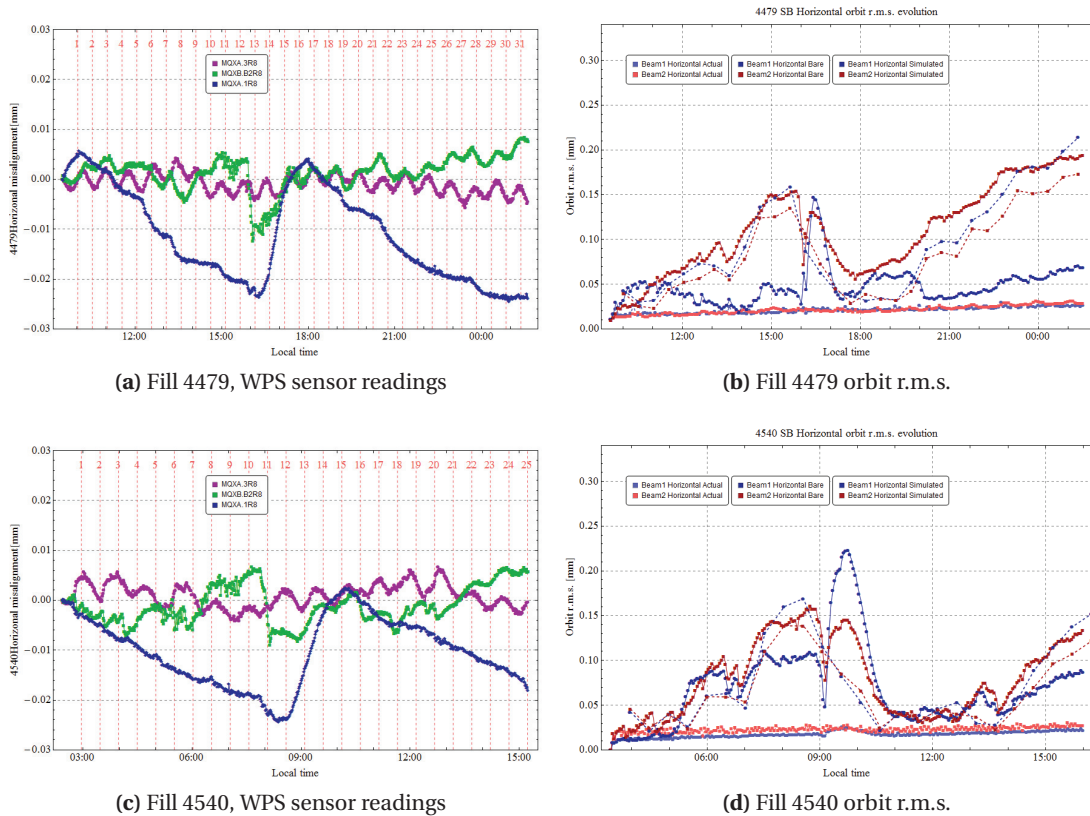 0.03
1 2 3 4 5 6 7 8 9 10 11 12 13 14 15 16 17 18 19 20 21 22 23 24 25 26 27 28 29 30 31
MQXA.3R8
MQXB.B2R8
MQXA.1R8
0.02
0.01
0.00
−0.01
−0.02
−0.03
4479Horizonal misalignment[mm]
12:00 15:00 18:00 21:00 00:00
Local time
(a) Fill 4479, WPS sensor readings
4479 SB Horizontal orbit r.m.s. evolution
Beam1 Horizontal Actual Beam1 Horizontal Bare Beam1 Horizontal Simulated
Beam2 Horizontal Actual Beam2 Horizontal Bare Beam2 Horizontal Simulated
0.30
0.25
0.20
0.15
0.10
0.05
0.00
Orbit r.m.s. [mm]
12:00 15:00 18:00 21:00 00:00
Local time
(b) Fill 4479 orbit r.m.s.
0.03
1 2 3 4 5 6 7 8 9 10 11 12 13 14 15 16 17 18 19 20 21 22 23 24 25
MQXA.3R8
MQXB.B2R8
MQXA.1R8
0.02
0.01
0.00
−0.01
−0.02
−0.03
4540Horizonal misalignment[mm]
03:00 06:00 09:00 12:00 15:00
Local time
(c) Fill 4540, WPS sensor readings
4540 SB Horizontal orbit r.m.s. evolution
Beam1 Horizontal Actual Beam1 Horizontal Bare Beam1 Horizontal Simulated
Beam2 Horizontal Actual Beam2 Horizontal Bare Beam2 Horizontal Simulated
0.30
0.25
0.20
0.15
0.10
0.05
0.00
Orbit r.m.s. [mm]
06:00 09:00 12:00 15:00
Local time
(d) Fill 4540 orbit r.m.s.